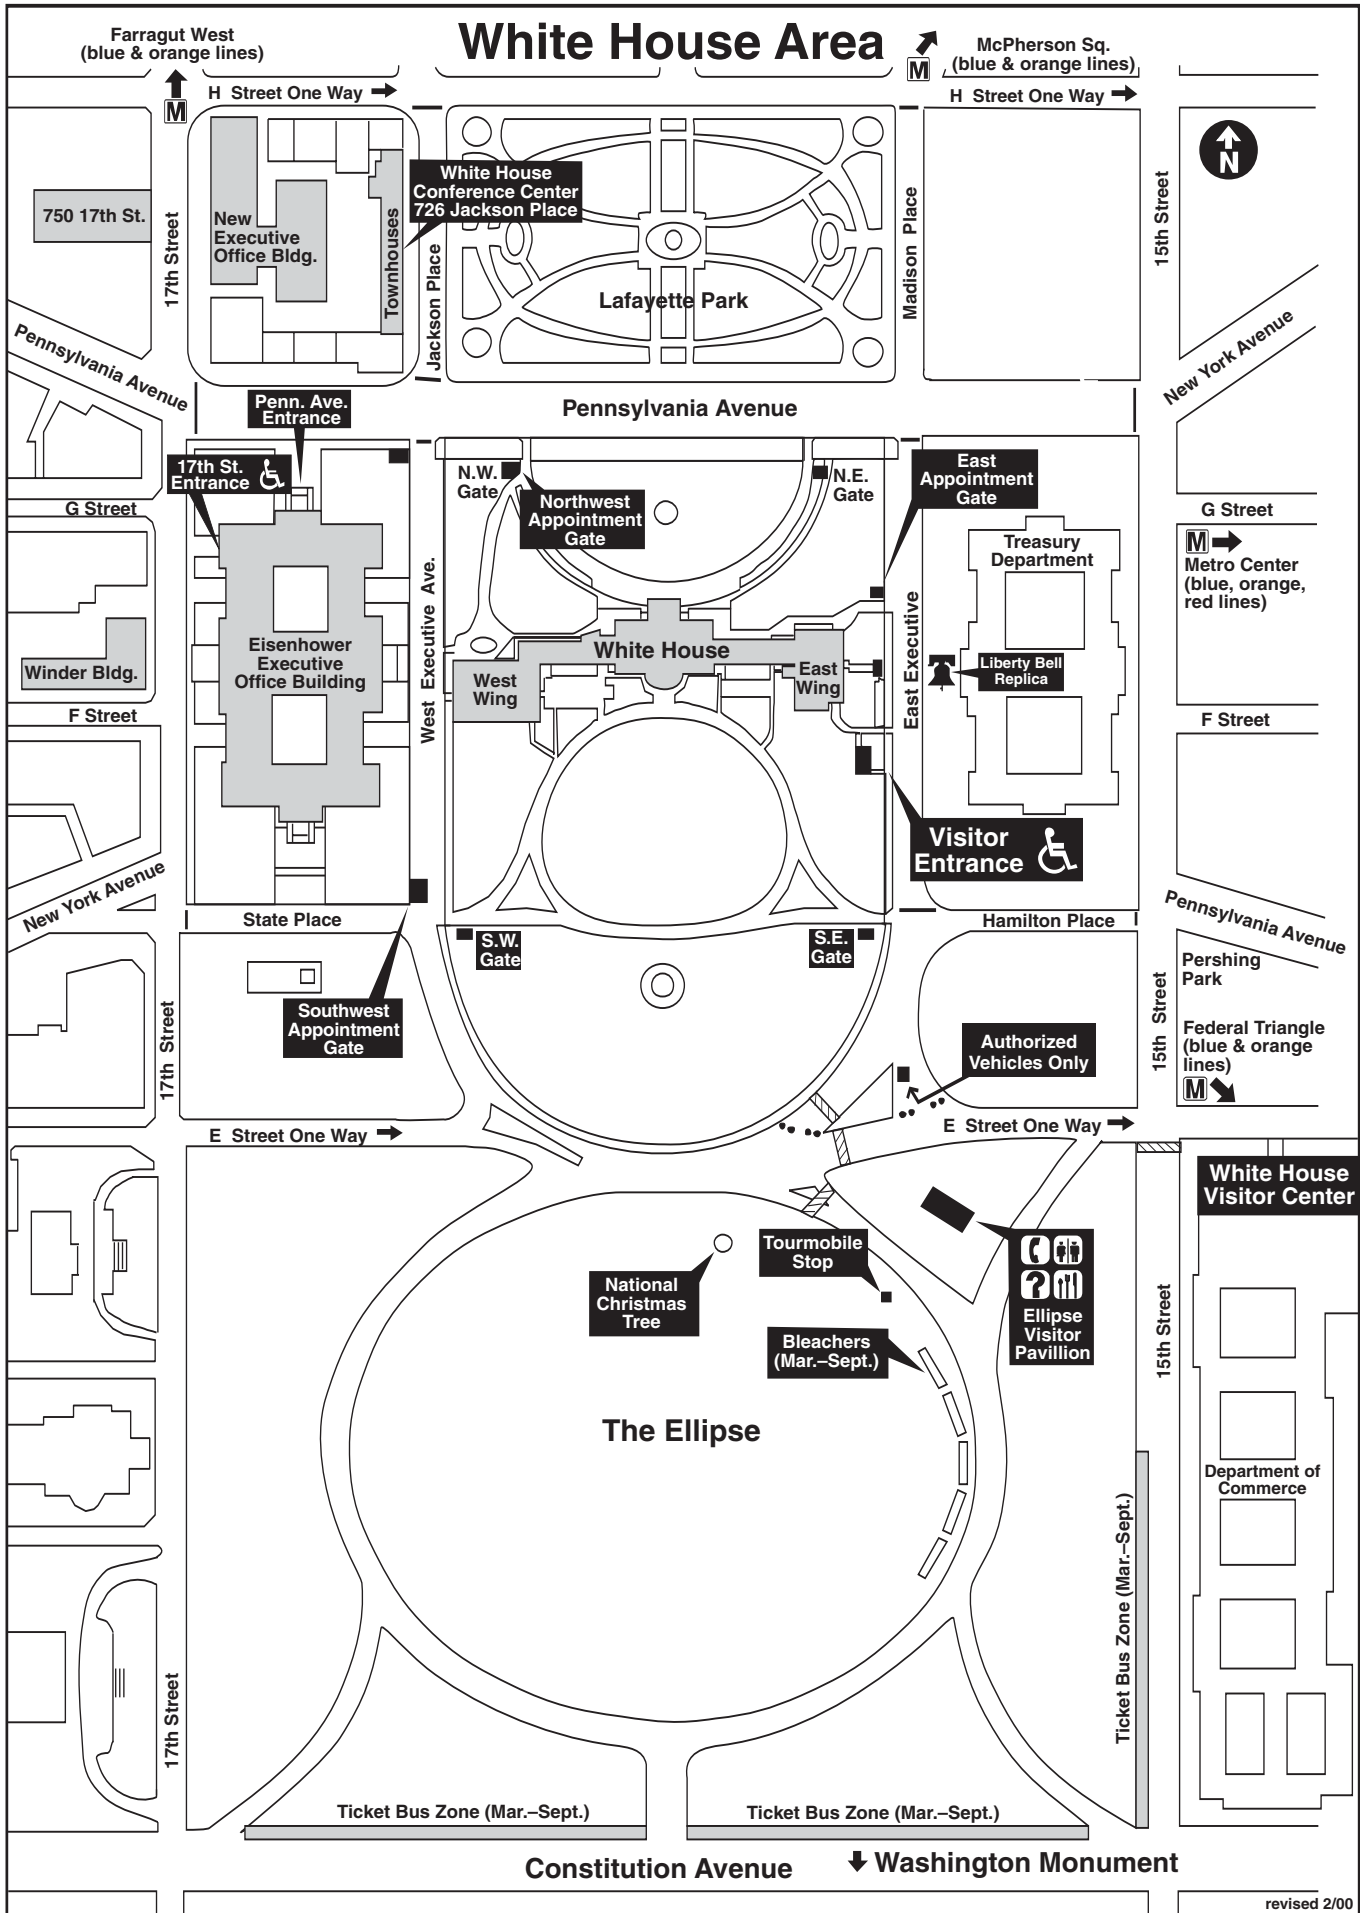 White House Area
Farragut West
(blue & orange lines)
M
McPherson Sq.
(blue & orange lines)
M
H Street One Way
H Street One Way
N
750 17th St.
17th Street
New
Executive
Office Bldg.
Townhouses
White House
Conference Center
726 Jackson Place
Jackson Place
Lafayette Park
Madison Place
15th Street
New York Avenue
Pennsylvania Avenue
Pennsylvania Avenue
Penn. Ave.
Entrance
17th St.
Entrance
N.W.
Gate
Northwest
Appointment
Gate
N.E.
Gate
East
Appointment
Gate
G Street
G Street
M
Metro Center
(blue, orange,
red lines)
Treasury
Department
Eisenhower
Executive
Office Building
Winder Bldg.
West Executive Ave.
White House
West
Wing
East
Wing
East Executive
Liberty Bell
Replica
F Street
F Street
Visitor
Entrance
New York Avenue
State Place
Hamilton Place
Pennsylvania Avenue
S.W.
Gate
S.E.
Gate
Pershing
Park
Southwest
Appointment
Gate
17th Street
15th Street
Authorized
Vehicles Only
Federal Triangle
(blue & orange
lines)
M
E Street One Way
E Street One Way
White House
Visitor Center
Tourmobile
Stop
National
Christmas
Tree
?
Ellipse
Visitor
Pavillion
Bleachers
(Mar.–Sept.)
15th Street
The Ellipse
Department of
Commerce
Ticket Bus Zone (Mar.–Sept.)
17th Street
Ticket Bus Zone (Mar.–Sept.)
Ticket Bus Zone (Mar.–Sept.)
Constitution Avenue
Washington Monument
revised 2/00